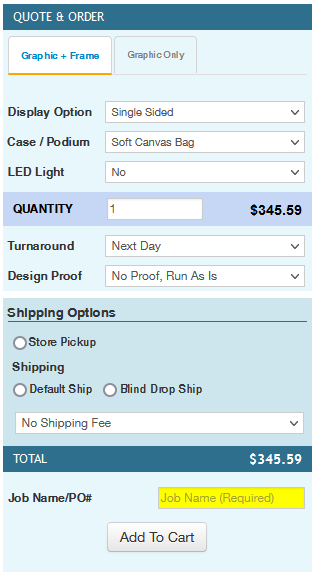 QUOTE & ORDER
Graphic + Frame Graphic Only
Display Option Single Sided
Case / Podium Soft Canvas Bag
LED Light No
QUANTITY 1 $345.59
Turnaround Next Day
Design Proof No Proof, Run As Is
Shipping Options
Store Pickup
Shipping
Default Ship Blind Drop Ship
No Shipping Fee
TOTAL $345.59
Job Name/PO# Job Name (Required)
Add To Cart